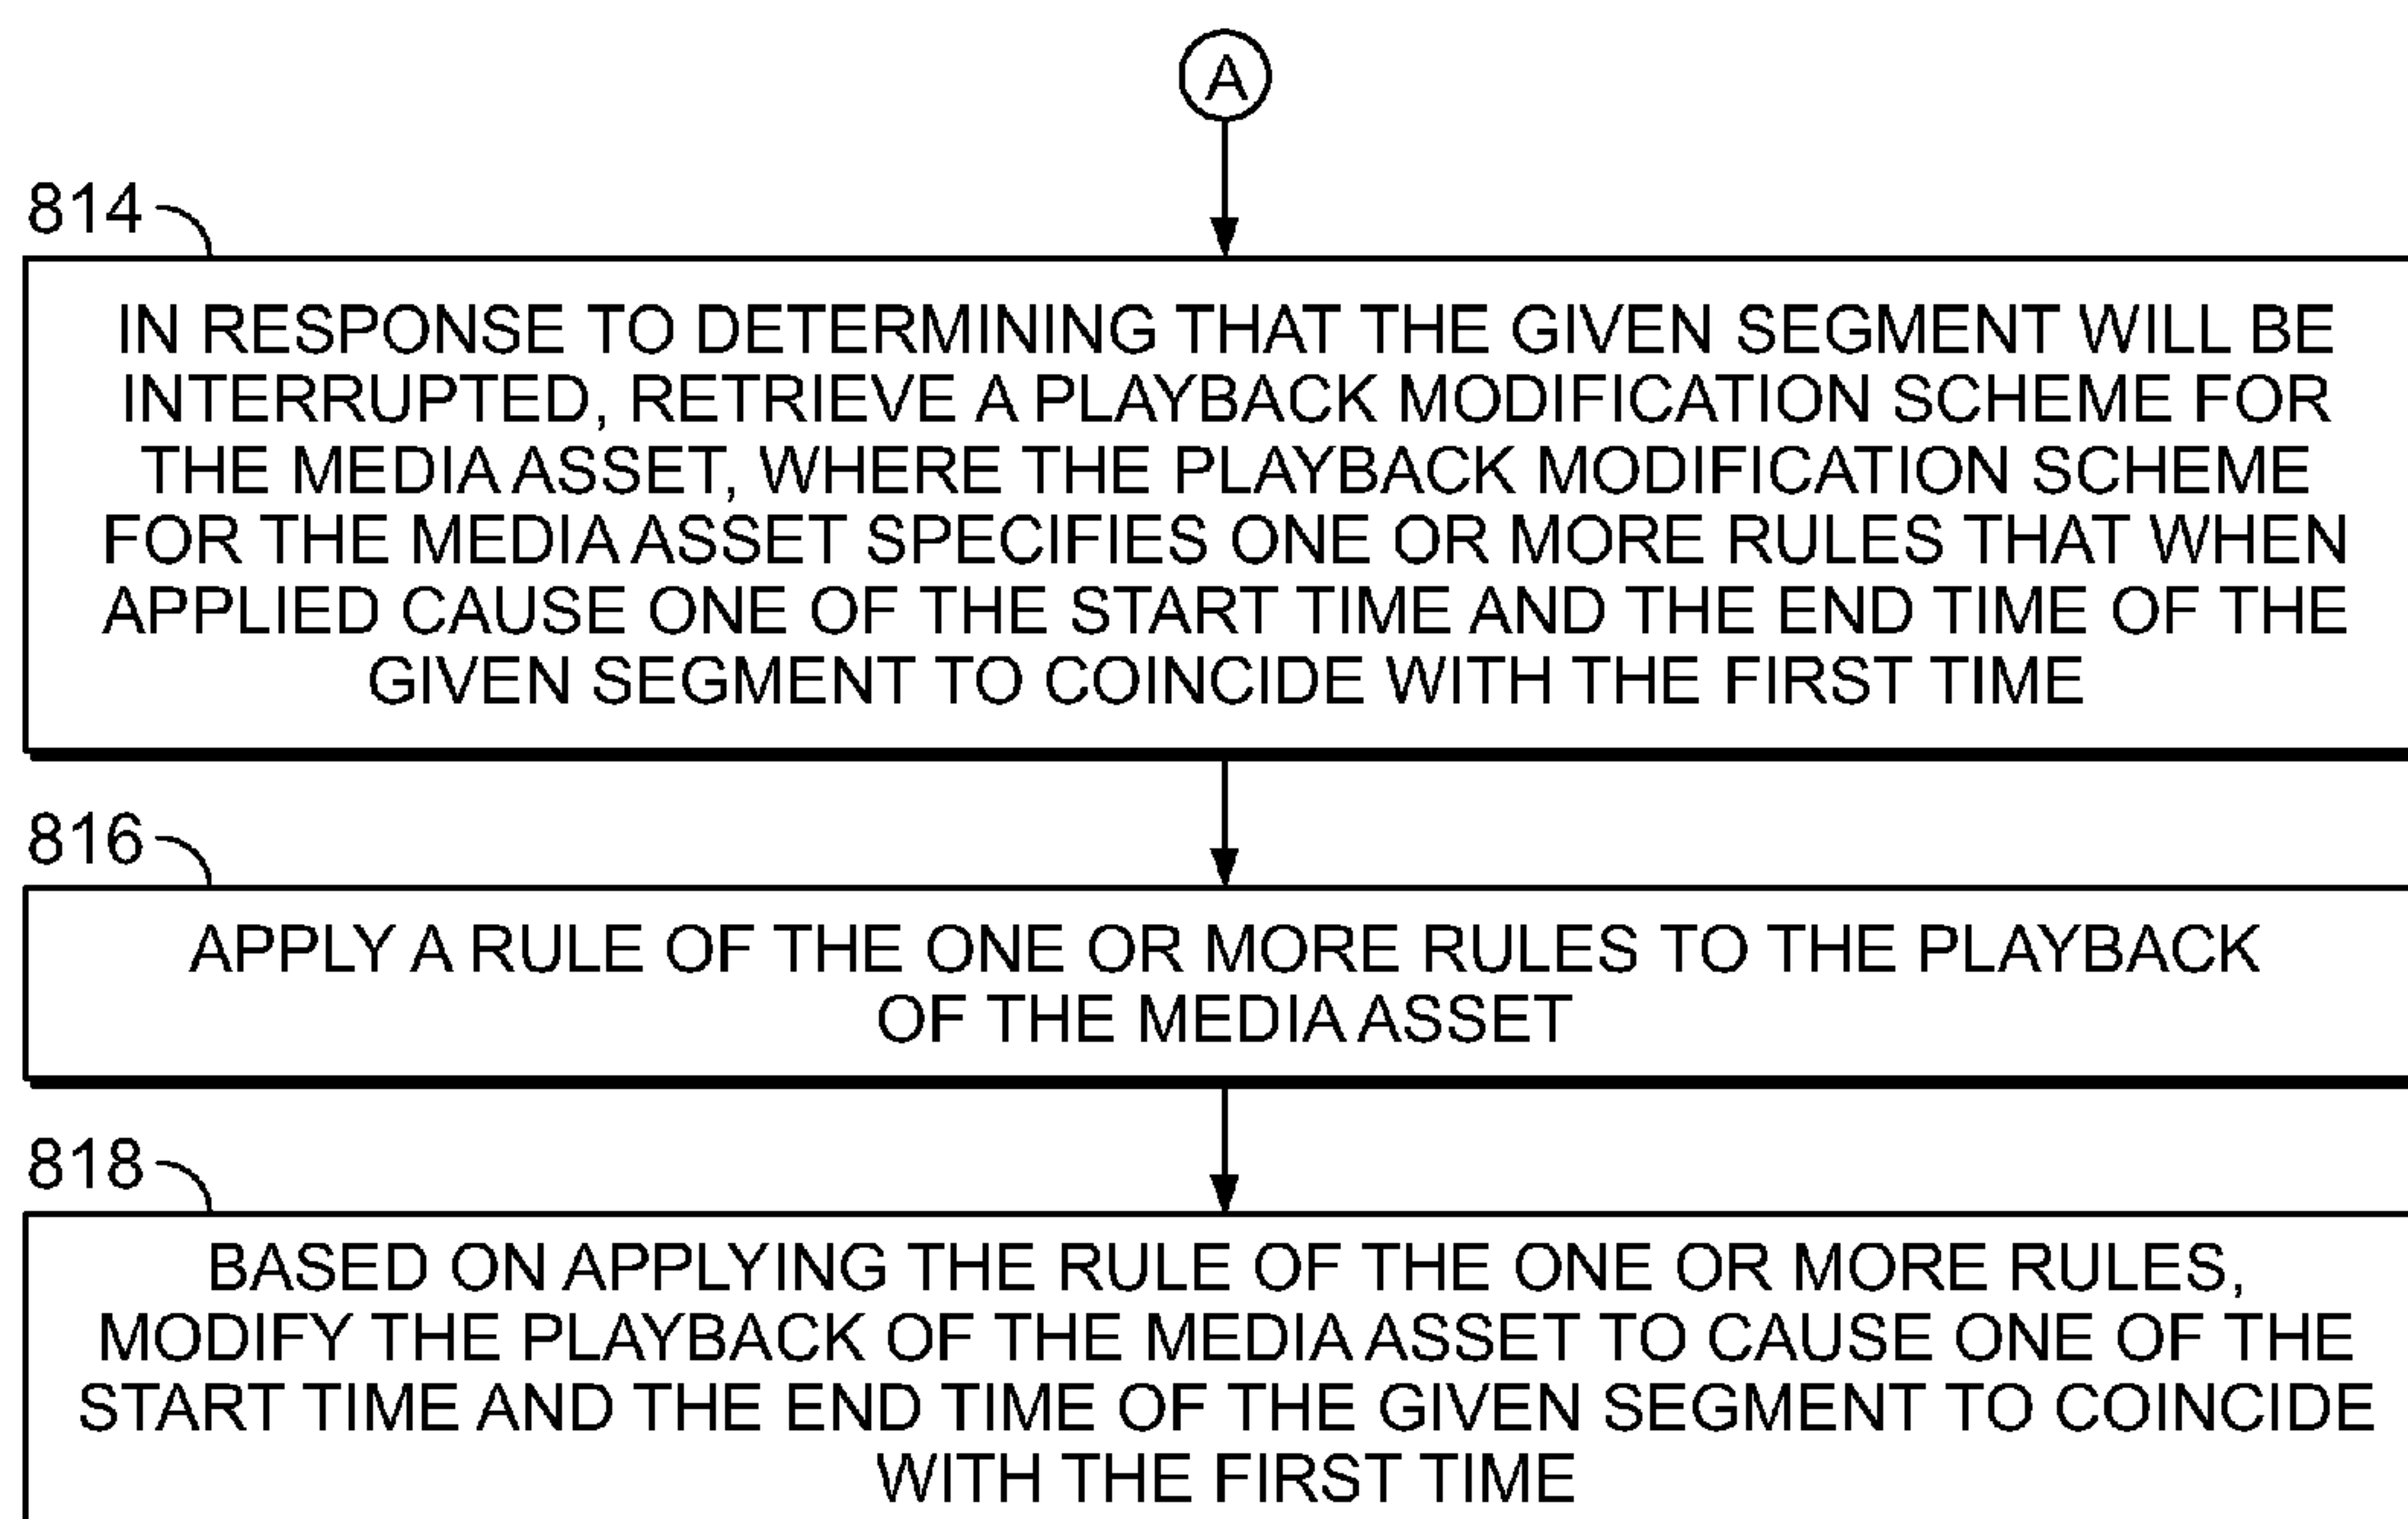 A
814
IN RESPONSE TO DETERMINING THAT THE GIVEN SEGMENT WILL BE
INTERRUPTED, RETRIEVE A PLAYBACK MODIFICATION SCHEME FOR
THE MEDIA ASSET, WHERE THE PLAYBACK MODIFICATION SCHEME
FOR THE MEDIA ASSET SPECIFIES ONE OR MORE RULES THAT WHEN
APPLIED CAUSE ONE OF THE START TIME AND THE END TIME OF THE
GIVEN SEGMENT TO COINCIDE WITH THE FIRST TIME
816
APPLY A RULE OF THE ONE OR MORE RULES TO THE PLAYBACK
OF THE MEDIA ASSET
818
BASED ON APPLYING THE RULE OF THE ONE OR MORE RULES,
MODIFY THE PLAYBACK OF THE MEDIA ASSET TO CAUSE ONE OF THE
START TIME AND THE END TIME OF THE GIVEN SEGMENT TO COINCIDE
WITH THE FIRST TIME